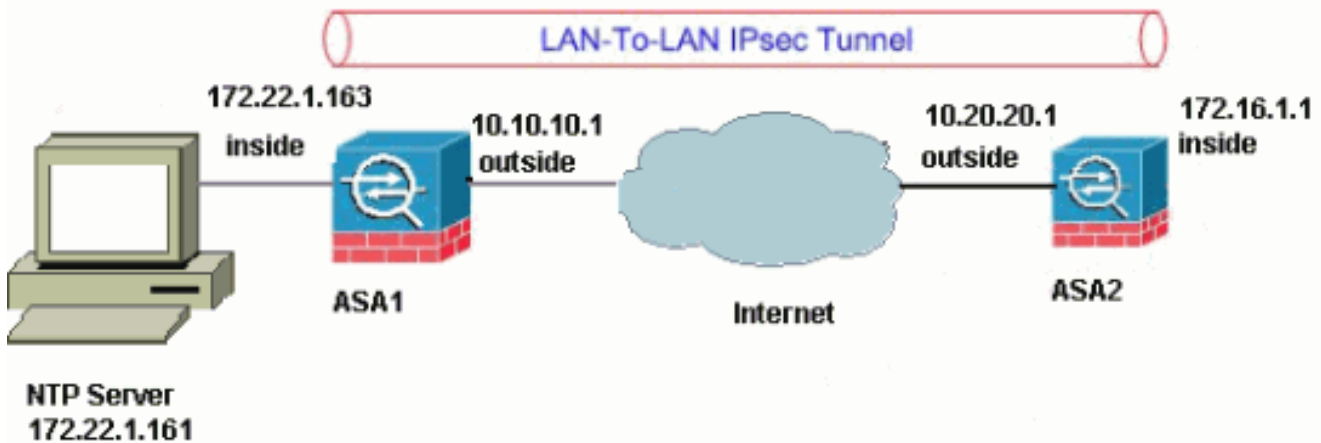 LAN-To-LAN IPsec Tunnel
172.22.1.163
inside
10.10.10.1
outside
10.20.20.1
outside
172.16.1.1
inside
ASA1
Internet
ASA2
NTP Server
172.22.1.161